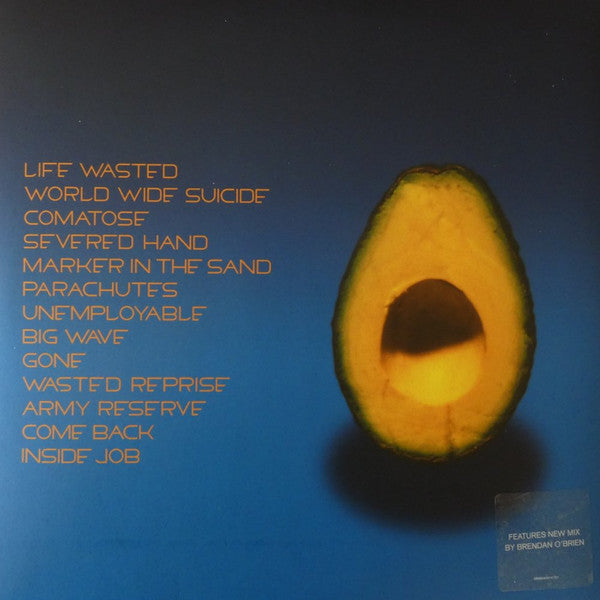 LIFE WASTED
WORLD WIDE SUICIDE
COMATOSE
SEVERED HAND
MARKER IN THE SAND
PARACHUTES
UNEMPLOYABLE
BIG WAVE
GONE
WASTED REPRISE
ARMY RESERVE
COME BACK
INSIDE JOB
FEATURES NEW MIX
BY BRENDAN O'BRIEN